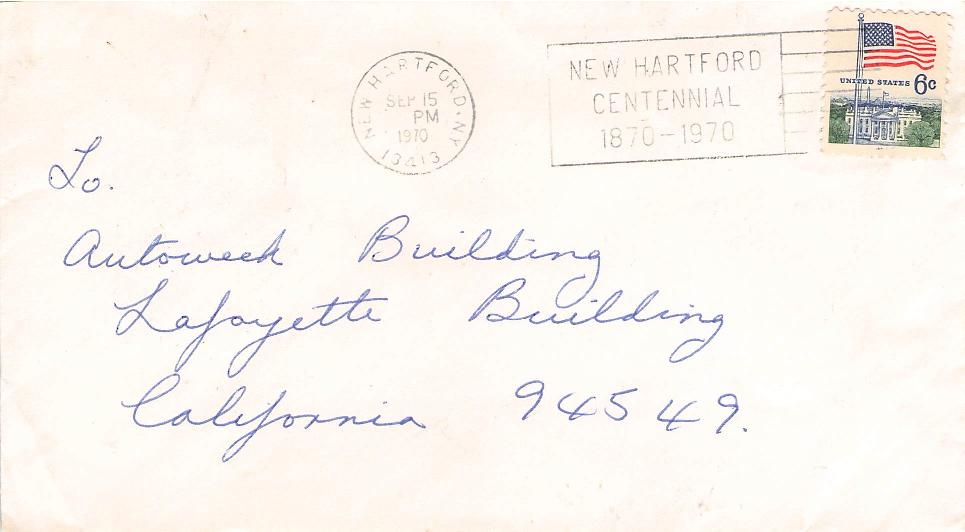 NEW HARTFORD · NY
SEP 15
PM
1970
13413
NEW HARTFORD
CENTENNIAL
1870-1970
UNITED STATES 6c
To.
Autoweek Building
Lafayette Building
California 94549.